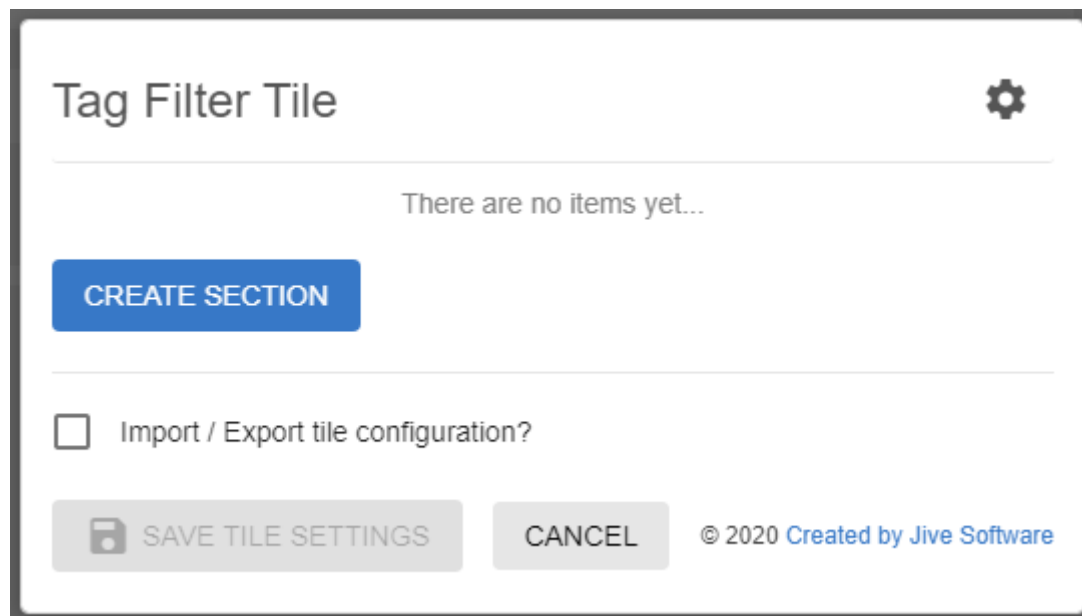 Tag Filter Tile
There are no items yet...
CREATE SECTION
Import / Export tile configuration?
SAVE TILE SETTINGS
CANCEL
© 2020 Created by Jive Software